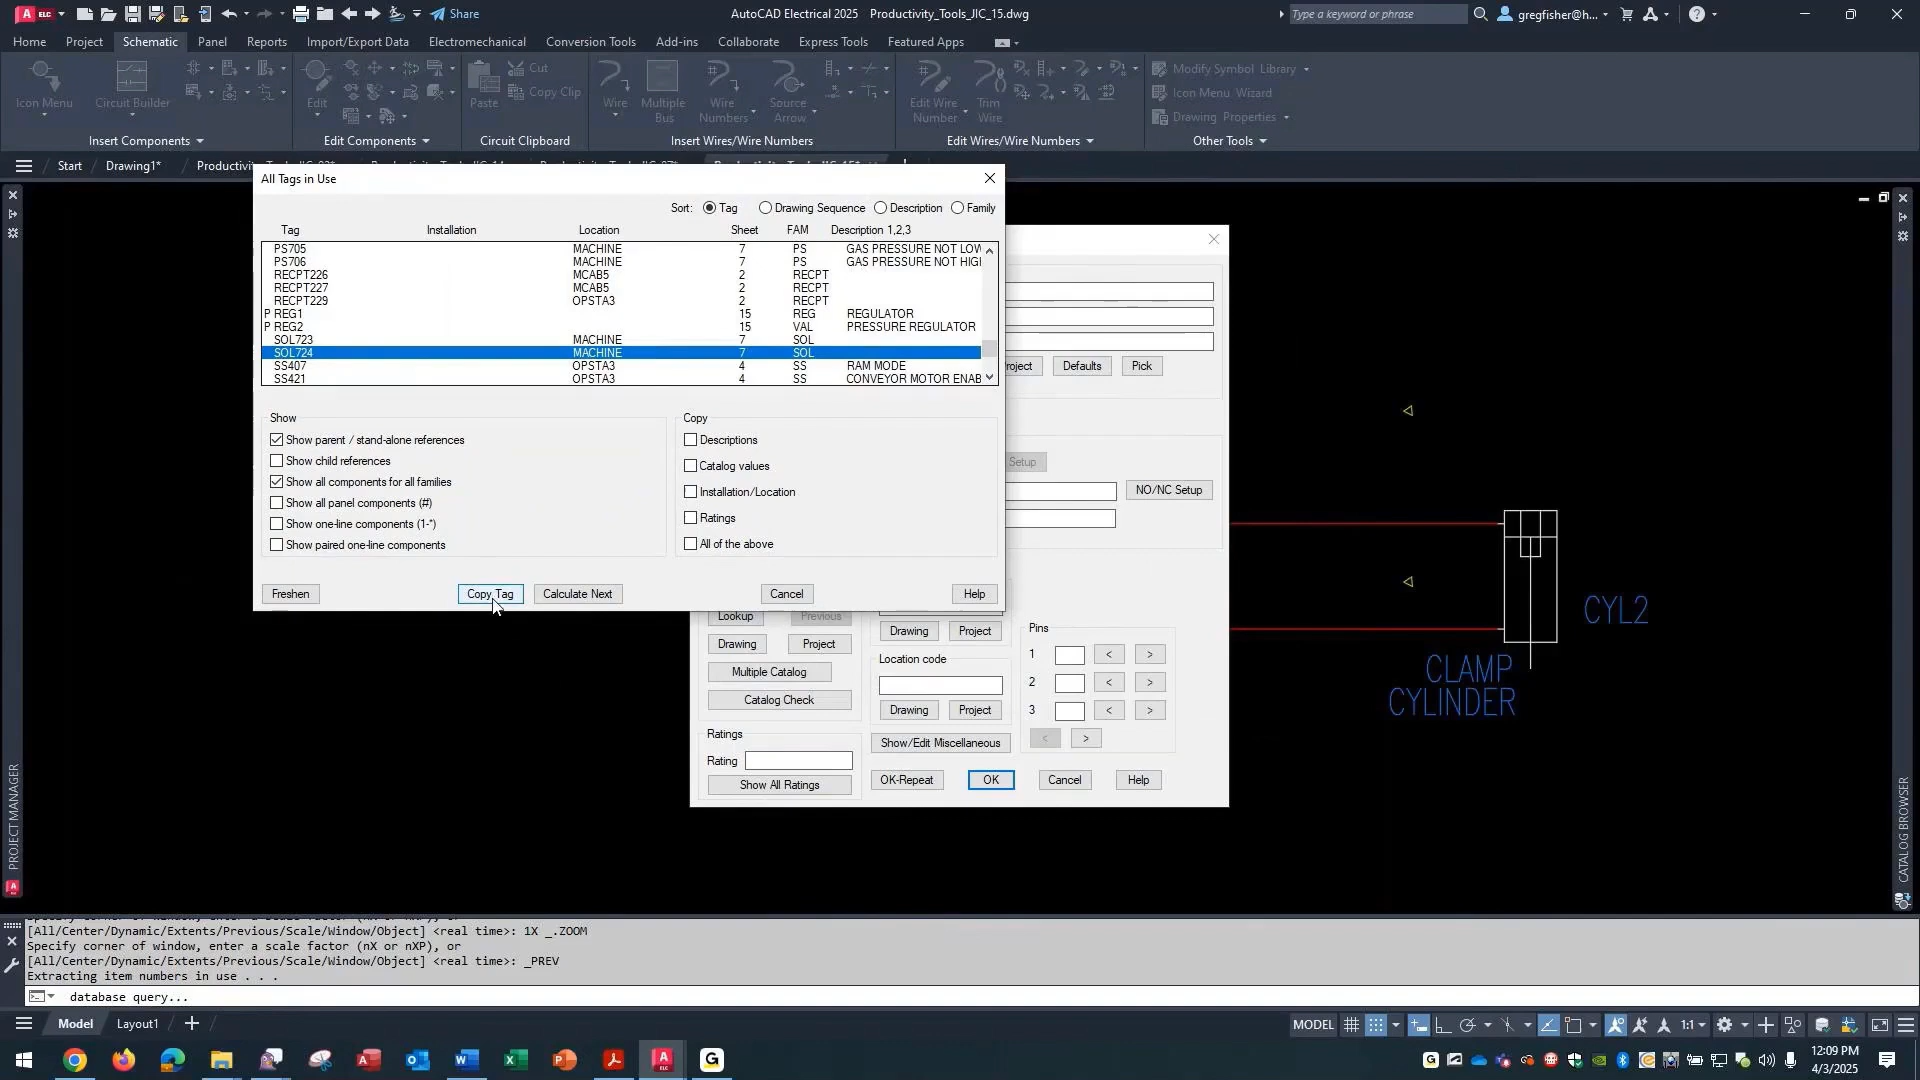 ELC
Share
AutoCAD Electrical 2025 Productivity_Tools_JIC_15.dwg
Type a keyword or phrase
gregfisher@h...
Home Project Schematic Panel Reports Import/Export Data Electromechanical Conversion Tools Add-ins Collaborate Express Tools Featured Apps
Icon Menu
Circuit Builder
Edit
Paste
Cut
Copy Clip
Wire
Multiple Bus
Wire Numbers
Source Arrow
Edit Wire Number
Trim Wire
Modify Symbol Library
Icon Menu Wizard
Drawing Properties
Insert Components
Edit Components
Circuit Clipboard
Insert Wires/Wire Numbers
Edit Wires/Wire Numbers
Other Tools
Start
Drawing1*
All Tags in Use
Sort: Tag Drawing Sequence Description Family
Tag Installation Location Sheet FAM Description 1,2,3
PS705 MACHINE 7 PS GAS PRESSURE NOT LOW
PS706 MACHINE 7 PS GAS PRESSURE NOT HIG
RECPT226 MCAB5 2 RECPT
RECPT227 MCAB5 2 RECPT
RECPT229 OPSTA3 2 RECPT
P REG1 15 REG REGULATOR
P REG2 15 VAL PRESSURE REGULATOR
SOL723 MACHINE 7 SOL
SOL724 MACHINE 7 SOL
SS407 OPSTA3 4 SS RAM MODE
SS421 OPSTA3 4 SS CONVEYOR MOTOR ENAB
Show
Show parent / stand-alone references
Show child references
Show all components for all families
Show all panel components (#)
Show one-line components (1-*)
Show paired one-line components
Copy
Descriptions
Catalog values
Installation/Location
Ratings
All of the above
Freshen Copy Tag Calculate Next Cancel Help
Defaults Pick
Setup
NO/NC Setup
Lookup Previous
Drawing Project
Multiple Catalog
Catalog Check
Ratings
Rating
Show All Ratings
Drawing Project
Location code
Drawing Project
Show/Edit Miscellaneous
Pins
1 < >
2 < >
3 < >
< >
OK-Repeat OK Cancel Help
CYL2
CLAMP
CYLINDER
PROJECT MANAGER
CATALOG BROWSER
[All/Center/Dynamic/Extents/Previous/Scale/Window/Object] <real time>: 1X _.ZOOM
Specify corner of window, enter a scale factor (nX or nXP), or
[All/Center/Dynamic/Extents/Previous/Scale/Window/Object] <real time>: _PREV
Extracting item numbers in use . . .
database query...
Model Layout1
MODEL 1:1
12:09 PM
4/3/2025